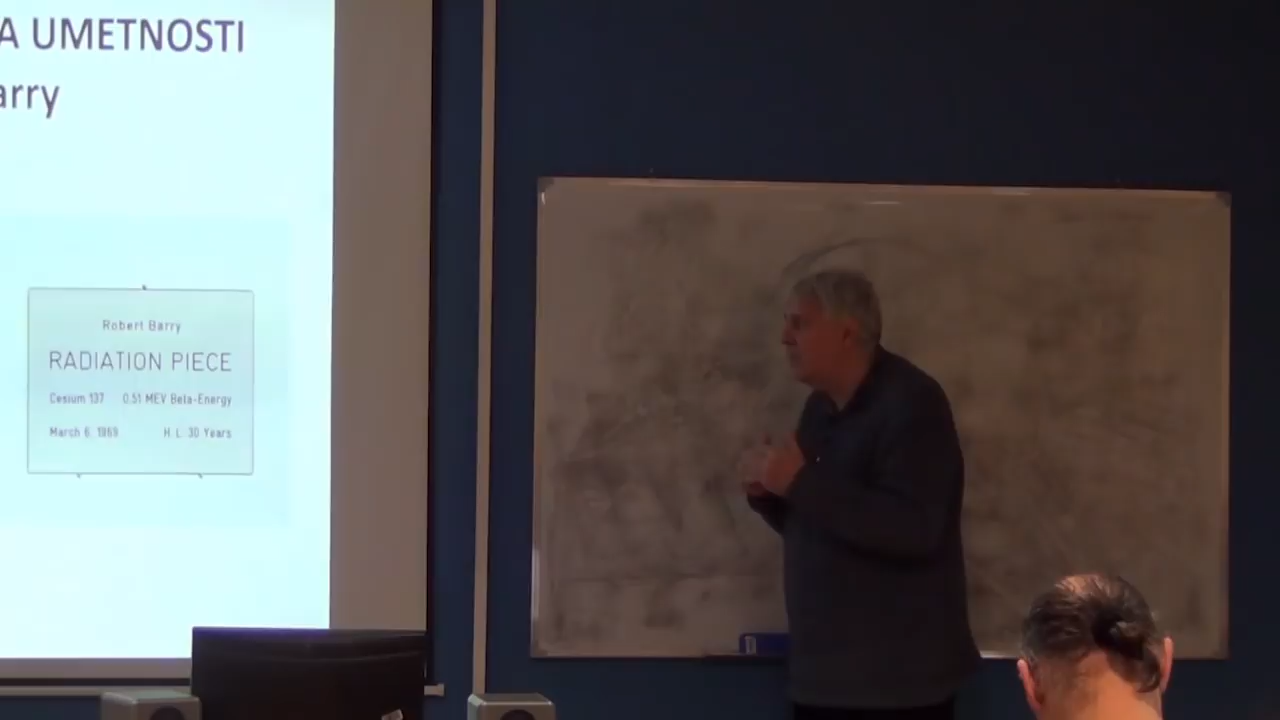 A UMETNOSTI
arry
Robert Barry
RADIATION PIECE
Cesium 137 0.51 MEV Beta-Energy
March 6, 1969 H. L. 30 Years